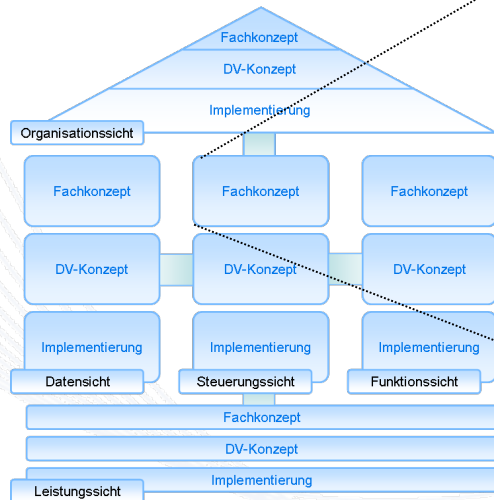 Fachkonzept
DV-Konzept
Implementierung
Organisationssicht
Fachkonzept Fachkonzept Fachkonzept
DV-Konzept DV-Konzept DV-Konzept
Implementierung Implementierung Implementierung
Datensicht Steuerungssicht Funktionssicht
Fachkonzept
DV-Konzept
Implementierung
Leistungssicht